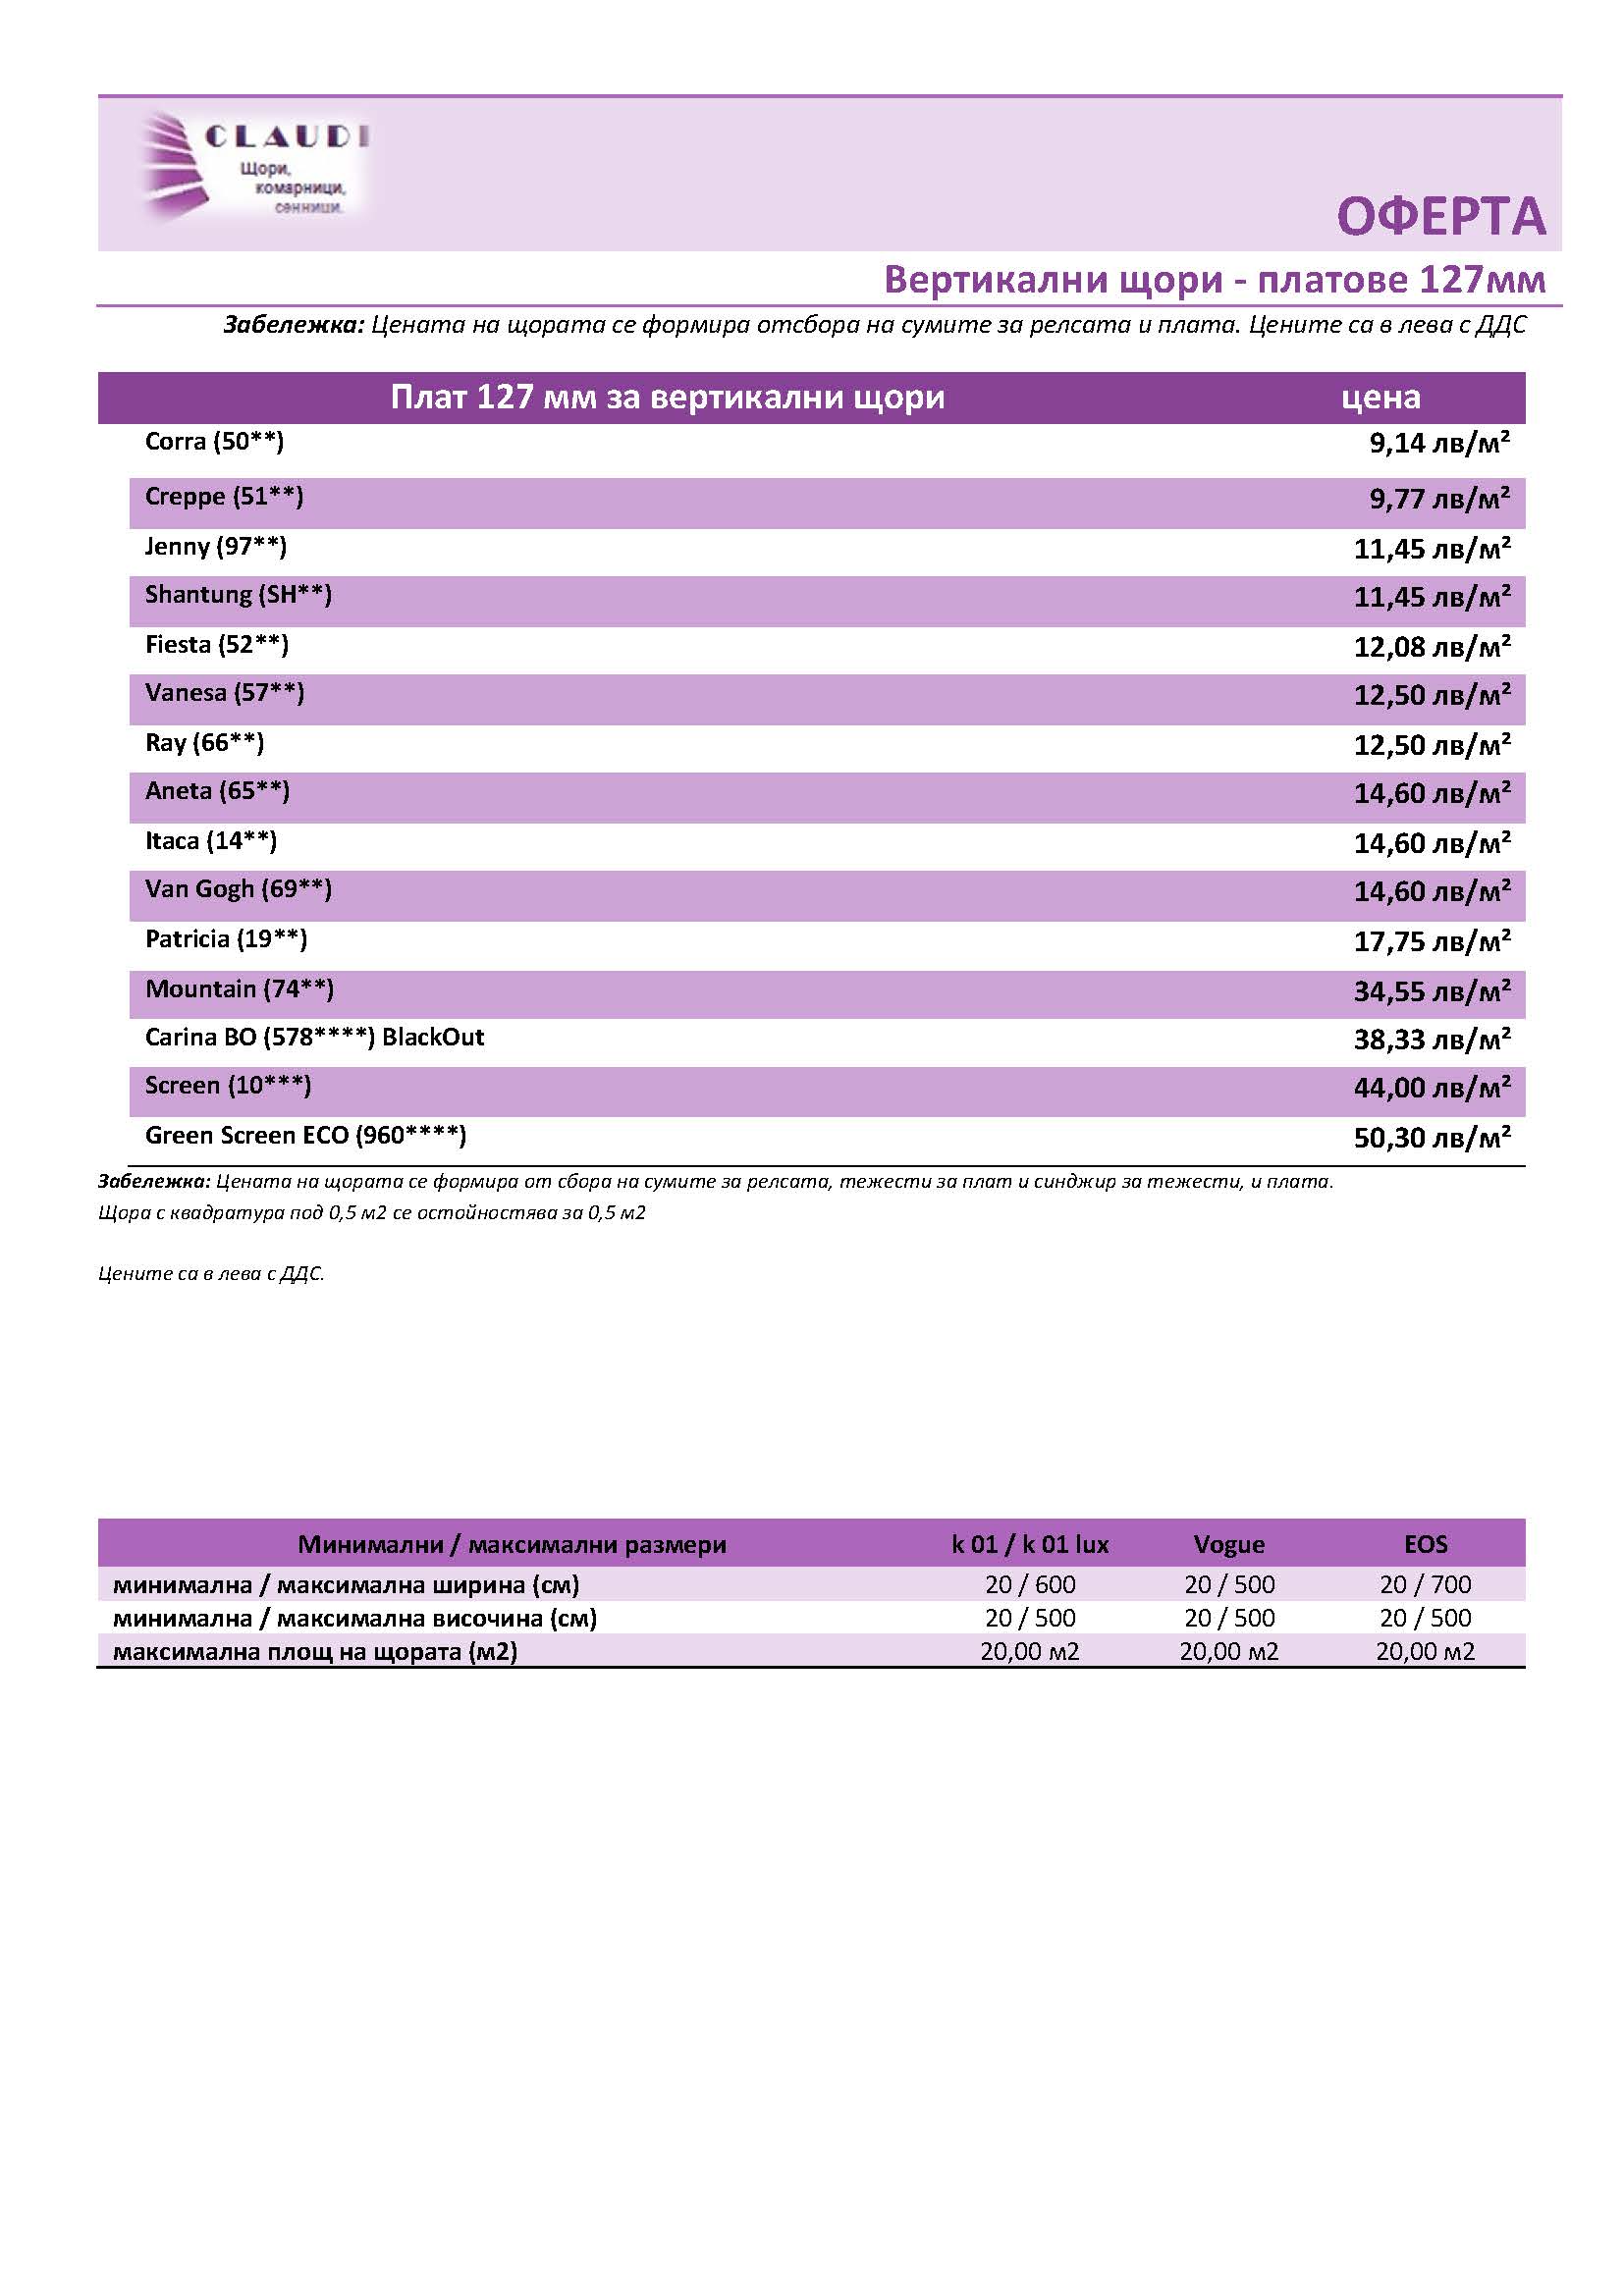 CLAUDI
Щори,
комарници,
сенници.
ОФЕРТА
Вертикални щори - платове 127мм
Забележка: Цената на щората се формира отсбора на сумите за релсата и плата. Цените са в лева с ДДС
Плат 127 мм за вертикални щори цена
Corra (50**) 9,14 лв/м²
Creppe (51**) 9,77 лв/м²
Jenny (97**) 11,45 лв/м²
Shantung (SH**) 11,45 лв/м²
Fiesta (52**) 12,08 лв/м²
Vanesa (57**) 12,50 лв/м²
Ray (66**) 12,50 лв/м²
Aneta (65**) 14,60 лв/м²
Itaca (14**) 14,60 лв/м²
Van Gogh (69**) 14,60 лв/м²
Patricia (19**) 17,75 лв/м²
Mountain (74**) 34,55 лв/м²
Carina BO (578****) BlackOut 38,33 лв/м²
Screen (10***) 44,00 лв/м²
Green Screen ECO (960****) 50,30 лв/м²
Забележка: Цената на щората се формира от сбора на сумите за релсата, тежести за плат и синджир за тежести, и плата.
Щора с квадратура под 0,5 м2 се остойностява за 0,5 м2
Цените са в лева с ДДС.
Минимални / максимални размери k 01 / k 01 lux Vogue EOS
минимална / максимална ширина (см) 20 / 600 20 / 500 20 / 700
минимална / максимална височина (см) 20 / 500 20 / 500 20 / 500
максимална площ на щората (м2) 20,00 м2 20,00 м2 20,00 м2